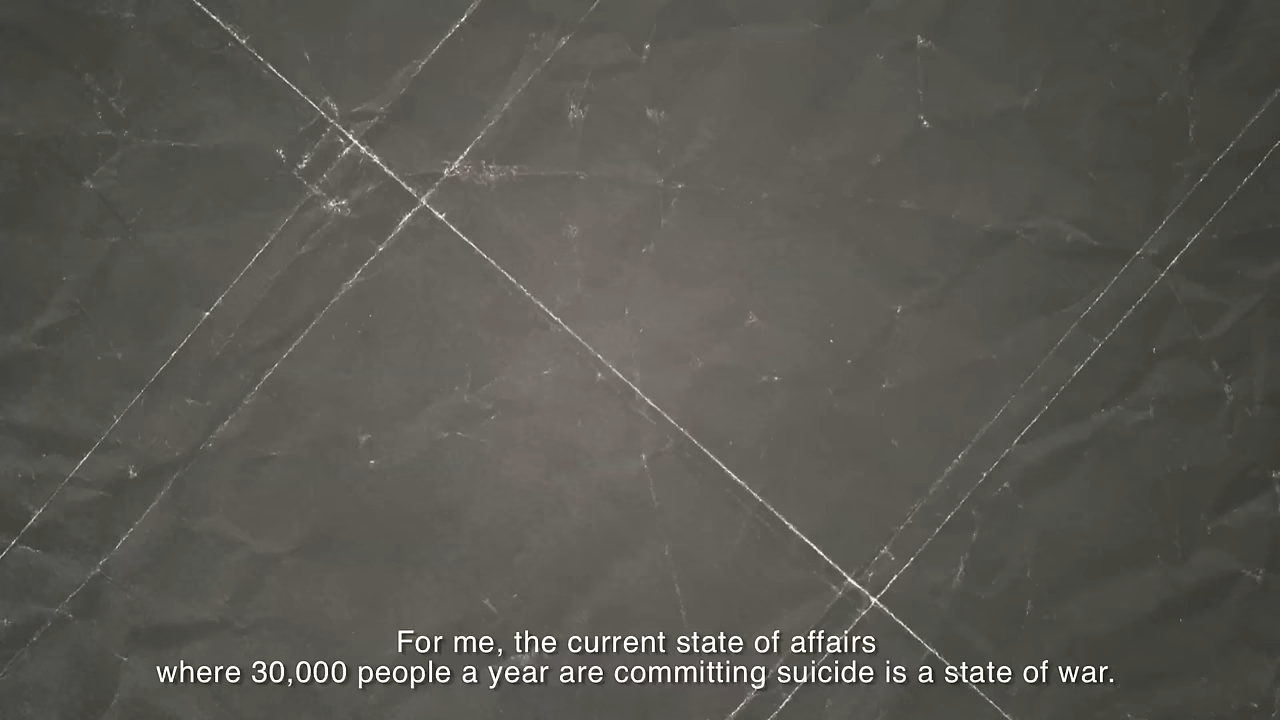 For me, the current state of affairs
where 30,000 people a year are committing suicide is a state of war.